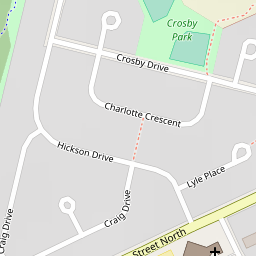 Crosby
Park
Crosby Drive
Charlotte Crescent
Hickson Drive
Lyle Place
Craig Drive
Craig Drive
Street North